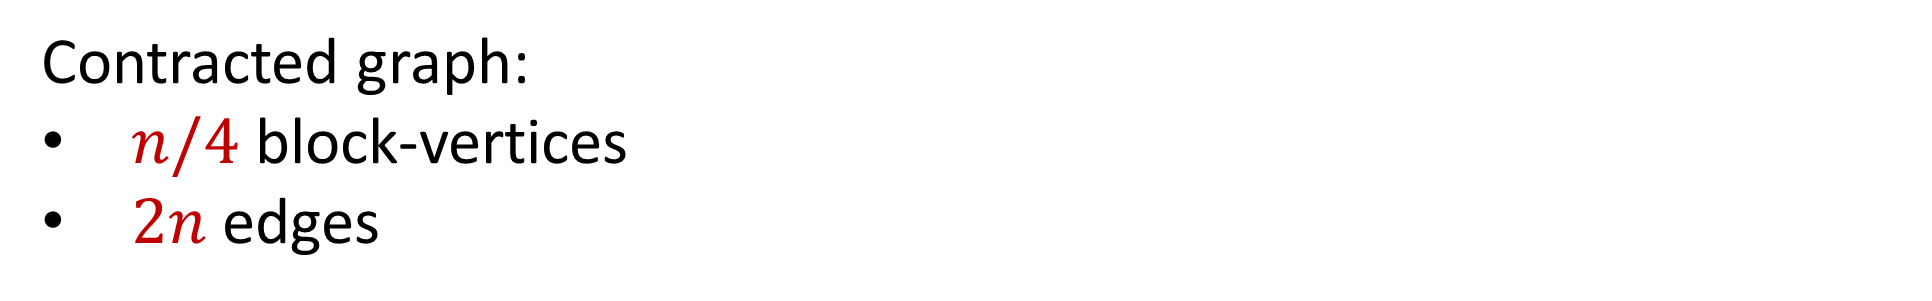 Contracted graph:
• n/4 block-vertices
• 2n edges